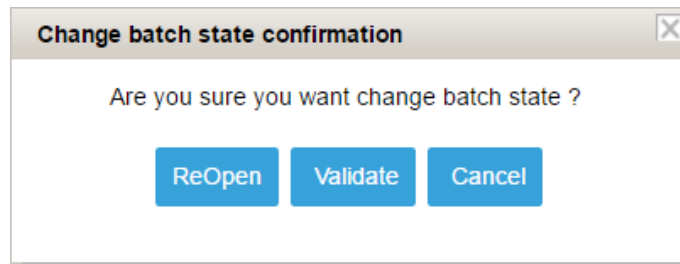 Change batch state confirmation
Are you sure you want change batch state ?
ReOpen Validate Cancel